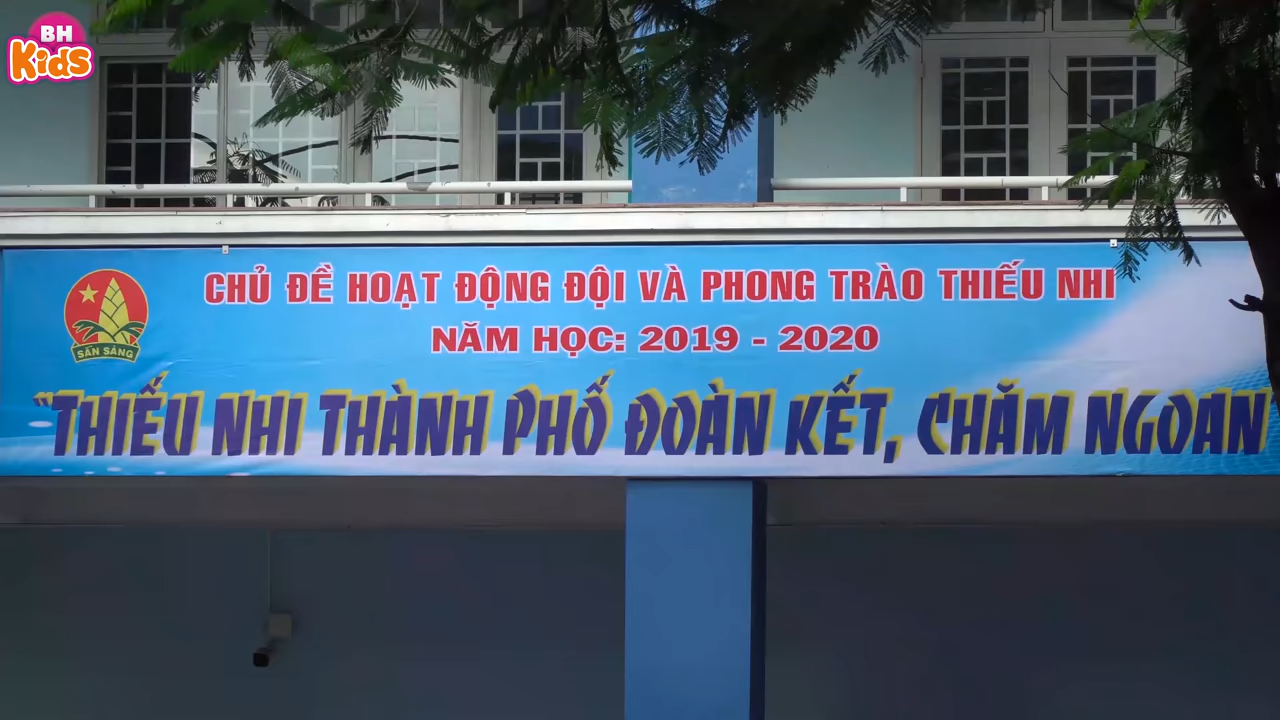 BH
Kids
CHỦ ĐỀ HOẠT ĐỘNG ĐỘI VÀ PHONG TRÀO THIẾU NHI
NĂM HỌC: 2019 - 2020
SẴN SÀNG
"THIẾU NHI THÀNH PHỐ ĐOÀN KẾT, CHĂM NGOAN